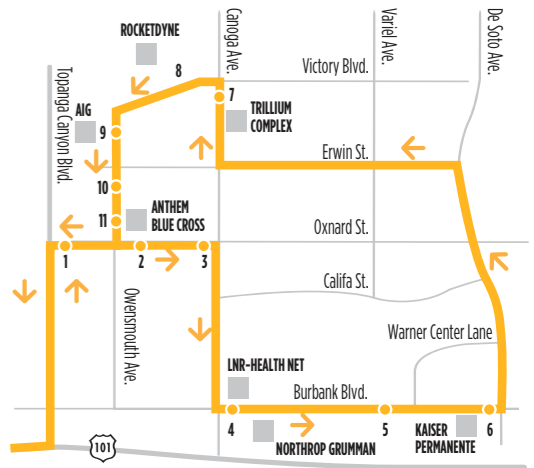 ROCKETDYNE
8
Canoga Ave.
Variel Ave.
De Soto Ave.
Topanga Canyon Blvd.
Victory Blvd.
7
TRILLIUM
COMPLEX
AIG
9
Erwin St.
10
11
ANTHEM
BLUE CROSS
Oxnard St.
1
2
3
Califa St.
Owensmouth Ave.
Warner Center Lane
LNR-HEALTH NET
Burbank Blvd.
4
NORTHROP GRUMMAN
5
KAISER
PERMANENTE
6
101